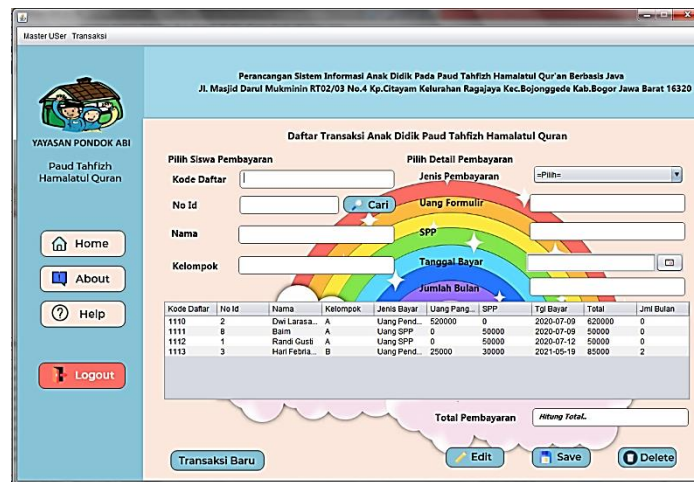 Master USer Transaksi
Perancangan Sistem Informasi Anak Didik Pada Paud Tahfizh Hamalatul Qur'an Berbasis Java
Jl. Masjid Darul Mukminin RT02/03 No.4 Kp.Citayam Kelurahan Ragajaya Kec.Bojonggede Kab.Bogor Jawa Barat 16320
YAYASAN PONDOK ABI
Paud Tahfizh
Hamalatul Quran
Home
About
Help
Logout
Daftar Transaksi Anak Didik Paud Tahfizh Hamalatul Quran
Pilih Siswa Pembayaran
Kode Daftar
No Id
Cari
Nama
Kelompok
Pilih Detail Pembayaran
Jenis Pembayaran =Pilih=
Uang Formulir
SPP
Tanggal Bayar
Jumlah Bulan
Kode Daftar No Id Nama Kelompok Jenis Bayar Uang Pang... SPP Tgl Bayar Total Jml Bulan
1110 2 Dwi Larasa... A Uang Pend... 520000 0 2020-07-09 620000 0
1111 8 Baim A Uang SPP 0 50000 2020-07-09 50000 0
1112 1 Randi Gusti A Uang SPP 0 50000 2020-07-12 50000 0
1113 3 Hari Febria... B Uang Pend... 25000 30000 2021-05-19 85000 2
Total Pembayaran Hitung Total..
Transaksi Baru Edit Save Delete